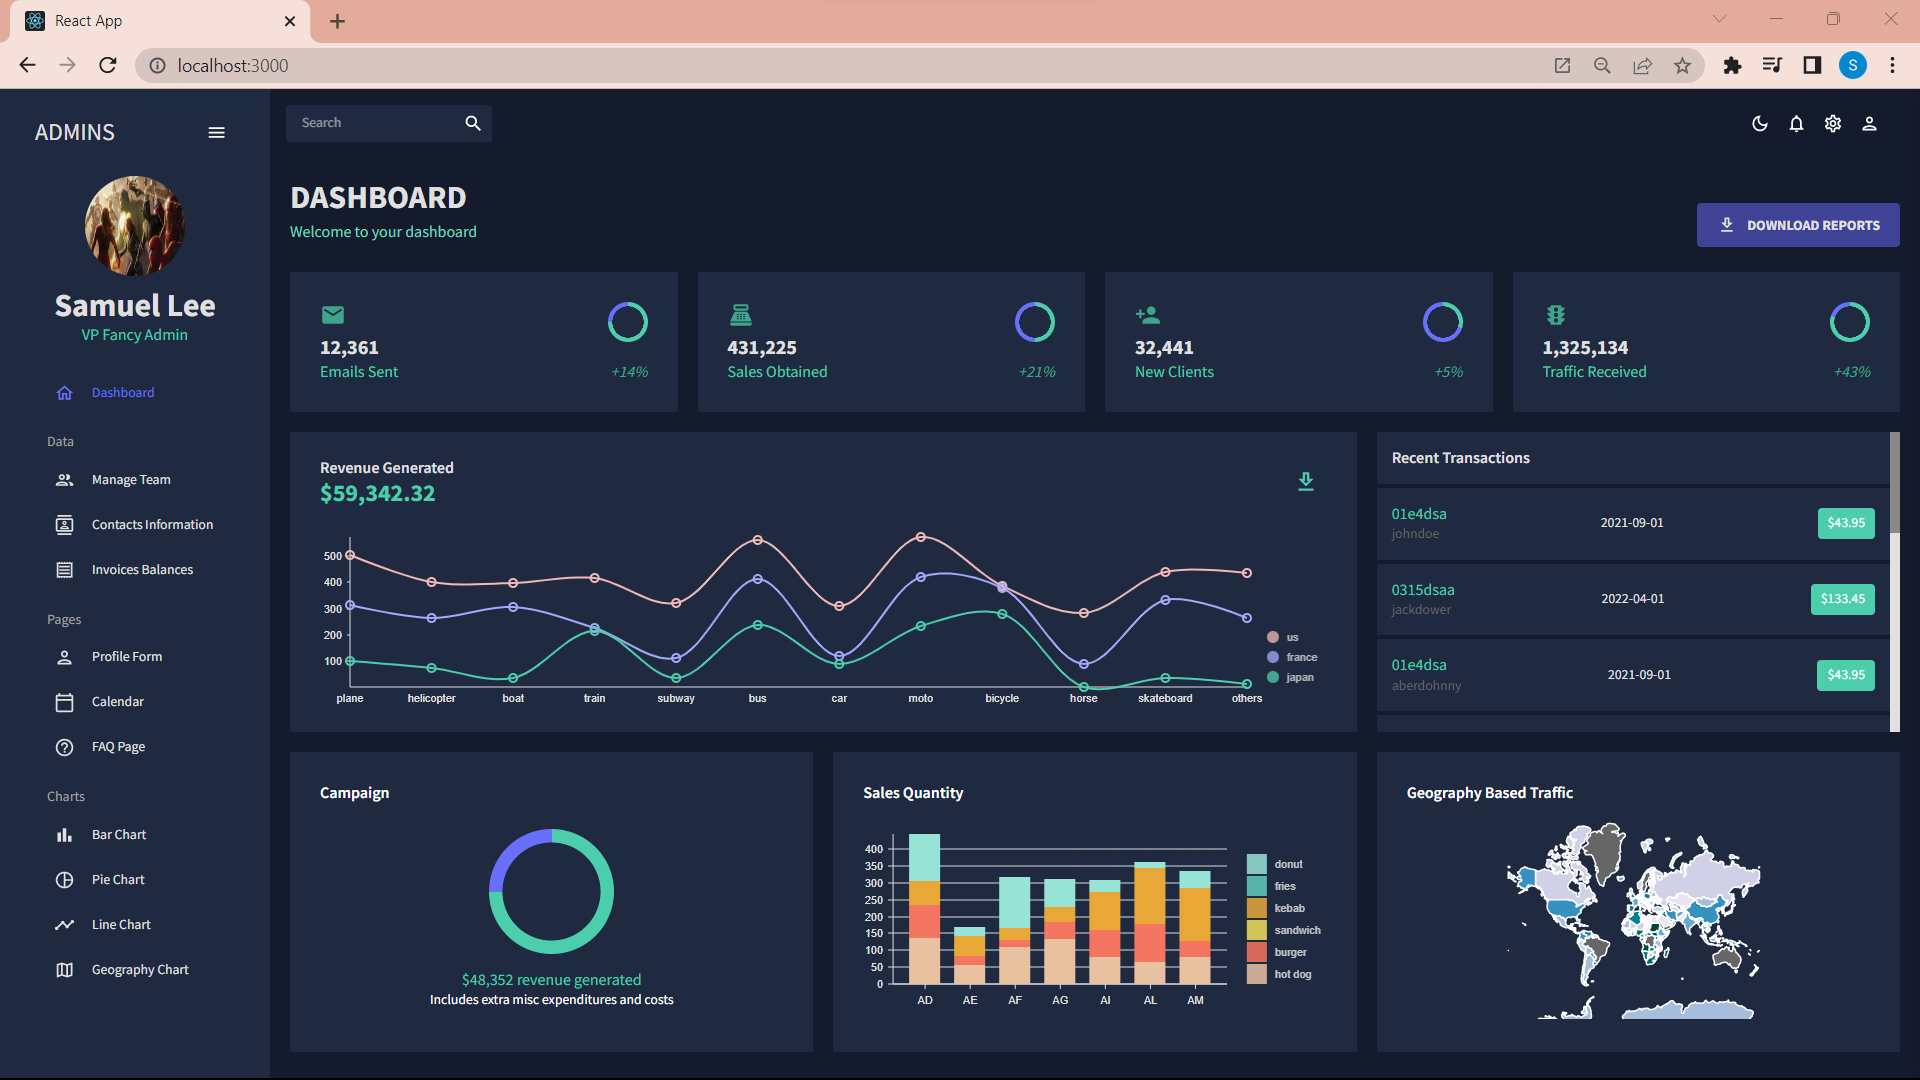 React App
localhost:3000
S
ADMINS
Search
Samuel Lee
VP Fancy Admin
Dashboard
Data
Manage Team
Contacts Information
Invoices Balances
Pages
Profile Form
Calendar
FAQ Page
Charts
Bar Chart
Pie Chart
Line Chart
Geography Chart
DASHBOARD
Welcome to your dashboard
DOWNLOAD REPORTS
12,361
Emails Sent +14%
431,225
Sales Obtained +21%
32,441
New Clients +5%
1,325,134
Traffic Received +43%
Revenue Generated
$59,342.32
500
400
300
200
100
plane helicopter boat train subway bus car moto bicycle horse skateboard others
us
france
japan
Recent Transactions
01e4dsa
johndoe
2021-09-01
$43.95
0315dsaa
jackdower
2022-04-01
$133.45
01e4dsa
aberdohnny
2021-09-01
$43.95
Campaign
$48,352 revenue generated
Includes extra misc expenditures and costs
Sales Quantity
400
350
300
250
200
150
100
50
0
AD AE AF AG AI AL AM
donut
fries
kebab
sandwich
burger
hot dog
Geography Based Traffic